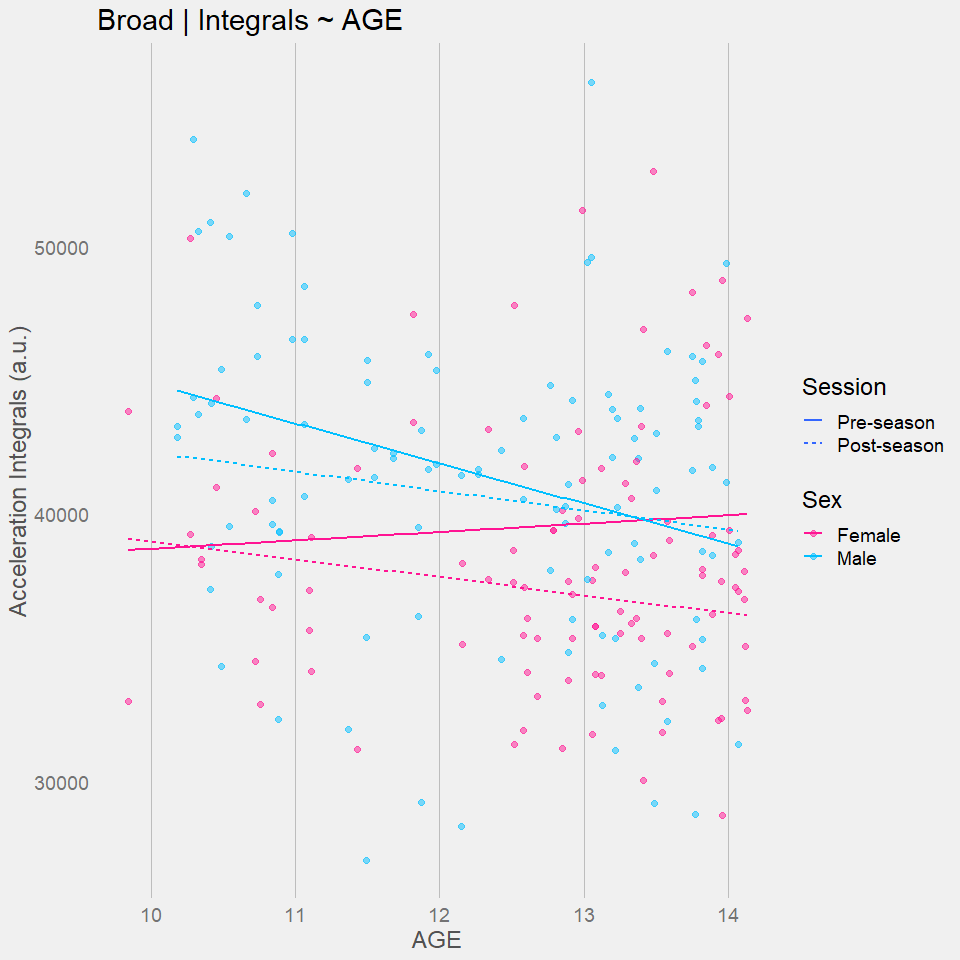 Broad | Integrals ~ AGE
Acceleration Integrals (a.u.)
50000
40000
30000
10
11
12
13
14
AGE
Session
Pre-season
Post-season
Sex
Female
Male